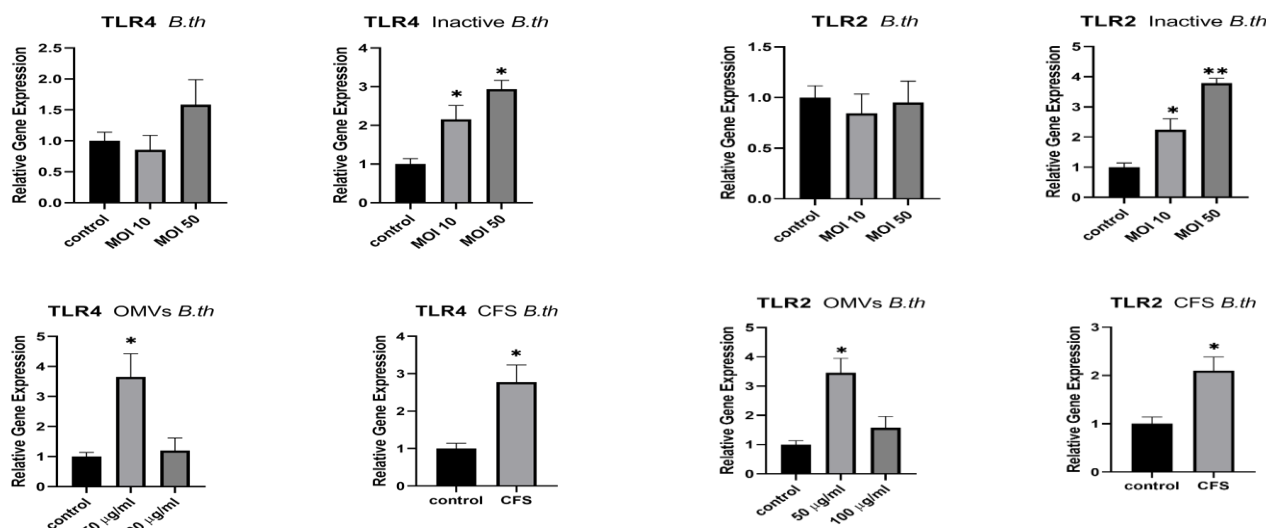 TLR4 B.th
Relative Gene Expression
2.5
2.0
1.5
1.0
0.5
0.0
control
MOI 10
MOI 50
TLR4 Inactive B.th
Relative Gene Expression
4
3
2
1
0
*
*
control
MOI 10
MOI 50
TLR2 B.th
Relative Gene Expression
1.5
1.0
0.5
0.0
control
MOI 10
MOI 50
TLR2 Inactive B.th
Relative Gene Expression
5
4
3
2
1
0
*
**
control
MOI 10
MOI 50
TLR4 OMVs B.th
Relative Gene Expression
5
4
3
2
1
0
*
control
µg/ml
µg/ml
TLR4 CFS B.th
Relative Gene Expression
4
3
2
1
0
*
control
CFS
TLR2 OMVs B.th
Relative Gene Expression
5
4
3
2
1
0
*
control
50 µg/ml
100 µg/ml
TLR2 CFS B.th
Relative Gene Expression
3
2
1
0
*
control
CFS